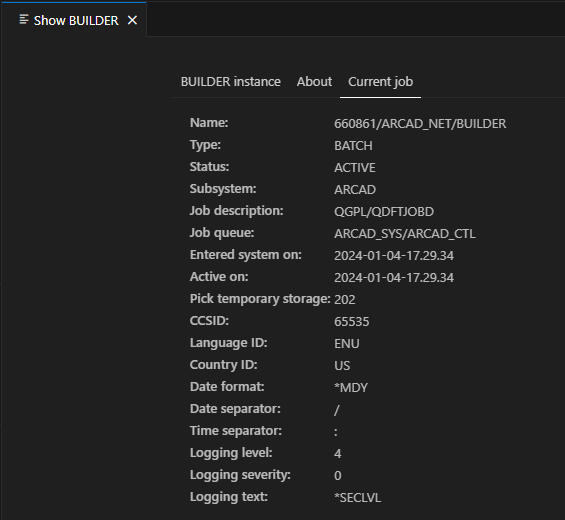 Show BUILDER
BUILDER instance About Current job
Name: 660861/ARCAD_NET/BUILDER
Type: BATCH
Status: ACTIVE
Subsystem: ARCAD
Job description: QGPL/QDFTJOBD
Job queue: ARCAD_SYS/ARCAD_CTL
Entered system on: 2024-01-04-17.29.34
Active on: 2024-01-04-17.29.34
Pick temporary storage: 202
CCSID: 65535
Language ID: ENU
Country ID: US
Date format: *MDY
Date separator: /
Time separator: :
Logging level: 4
Logging severity: 0
Logging text: *SECLVL